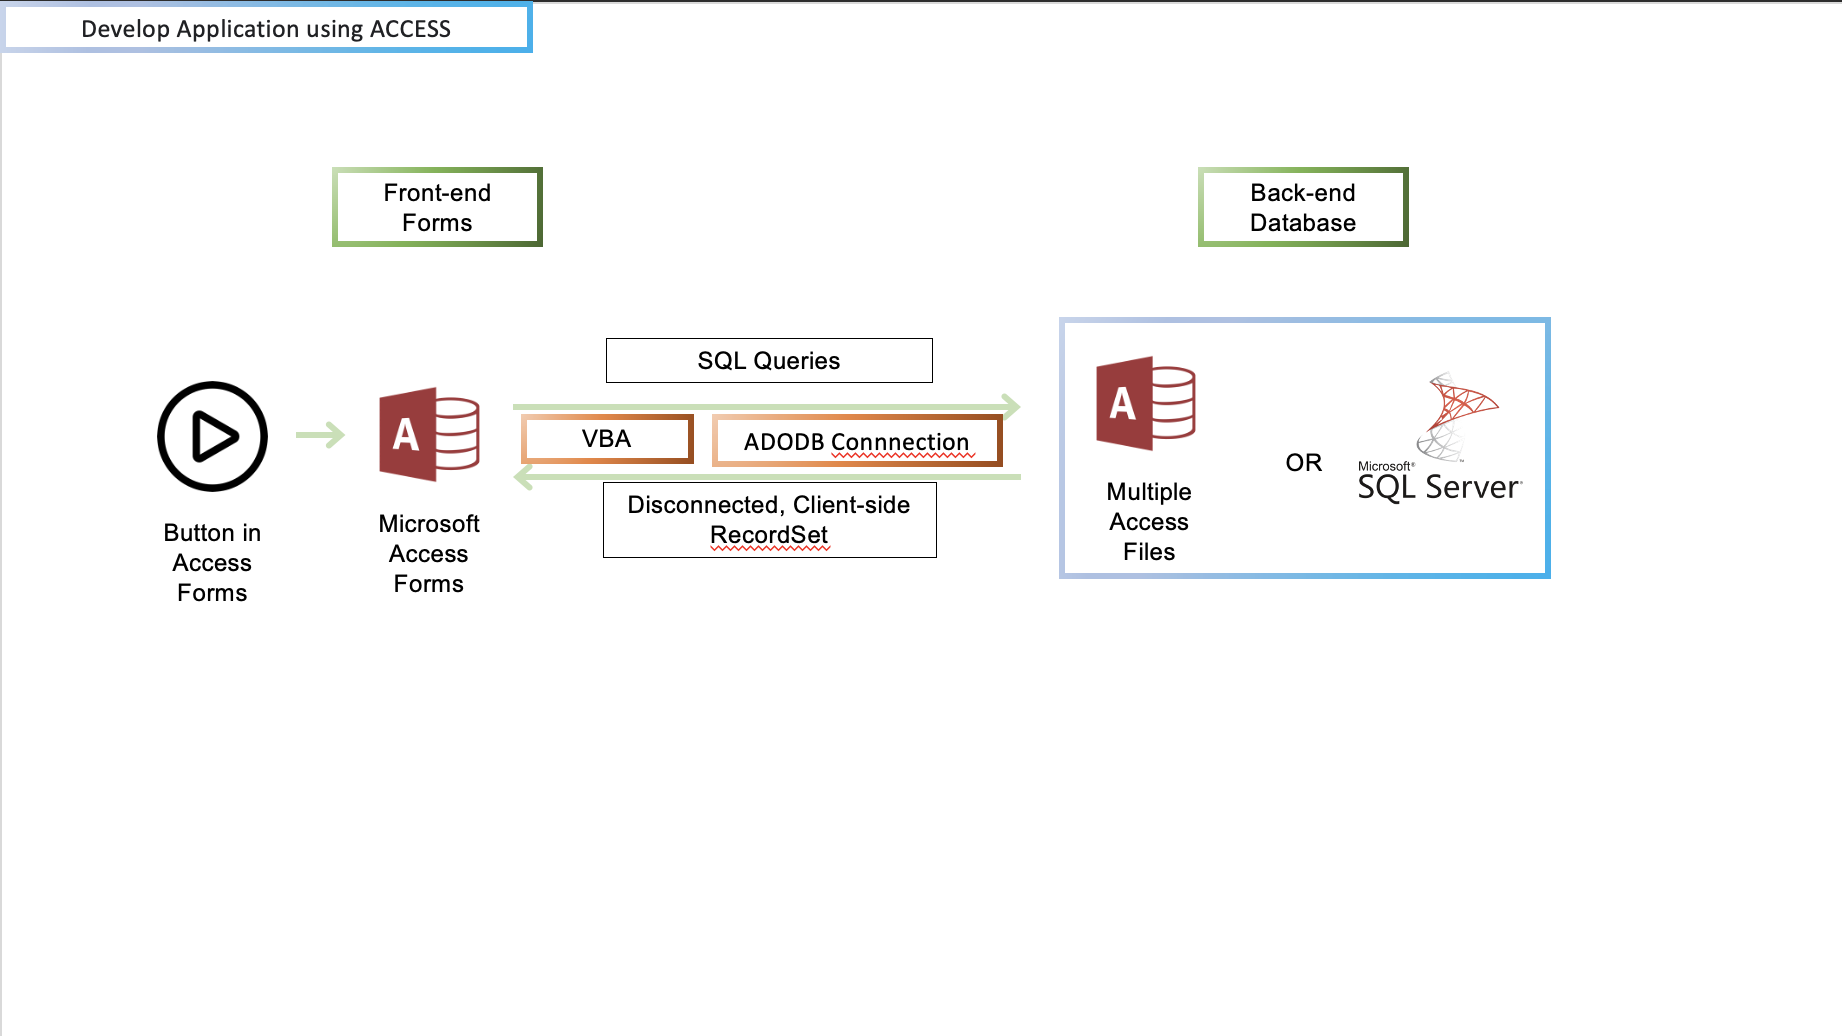 Develop Application using ACCESS
Front-end
Forms
Back-end
Database
SQL Queries
VBA
ADODB Connnection
Disconnected, Client-side
RecordSet
Button in
Access
Forms
A
Microsoft
Access
Forms
A
Multiple
Access
Files
OR
Microsoft®
SQL Server